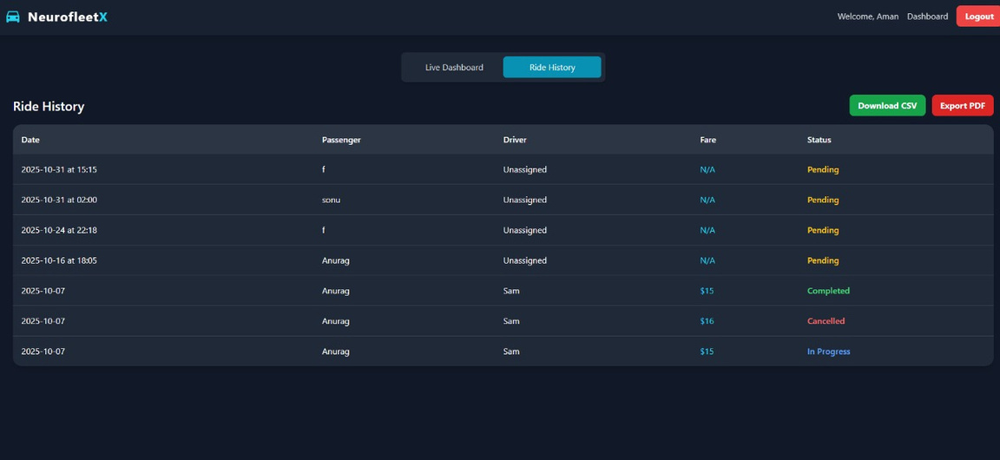 NeurofleetX Welcome, Aman Dashboard Logout
Live Dashboard Ride History
Ride History Download CSV Export PDF
Date Passenger Driver Fare Status
2025-10-31 at 15:15 f Unassigned N/A Pending
2025-10-31 at 02:00 sonu Unassigned N/A Pending
2025-10-24 at 22:18 f Unassigned N/A Pending
2025-10-16 at 18:05 Anurag Unassigned N/A Pending
2025-10-07 Anurag Sam $15 Completed
2025-10-07 Anurag Sam $16 Cancelled
2025-10-07 Anurag Sam $15 In Progress